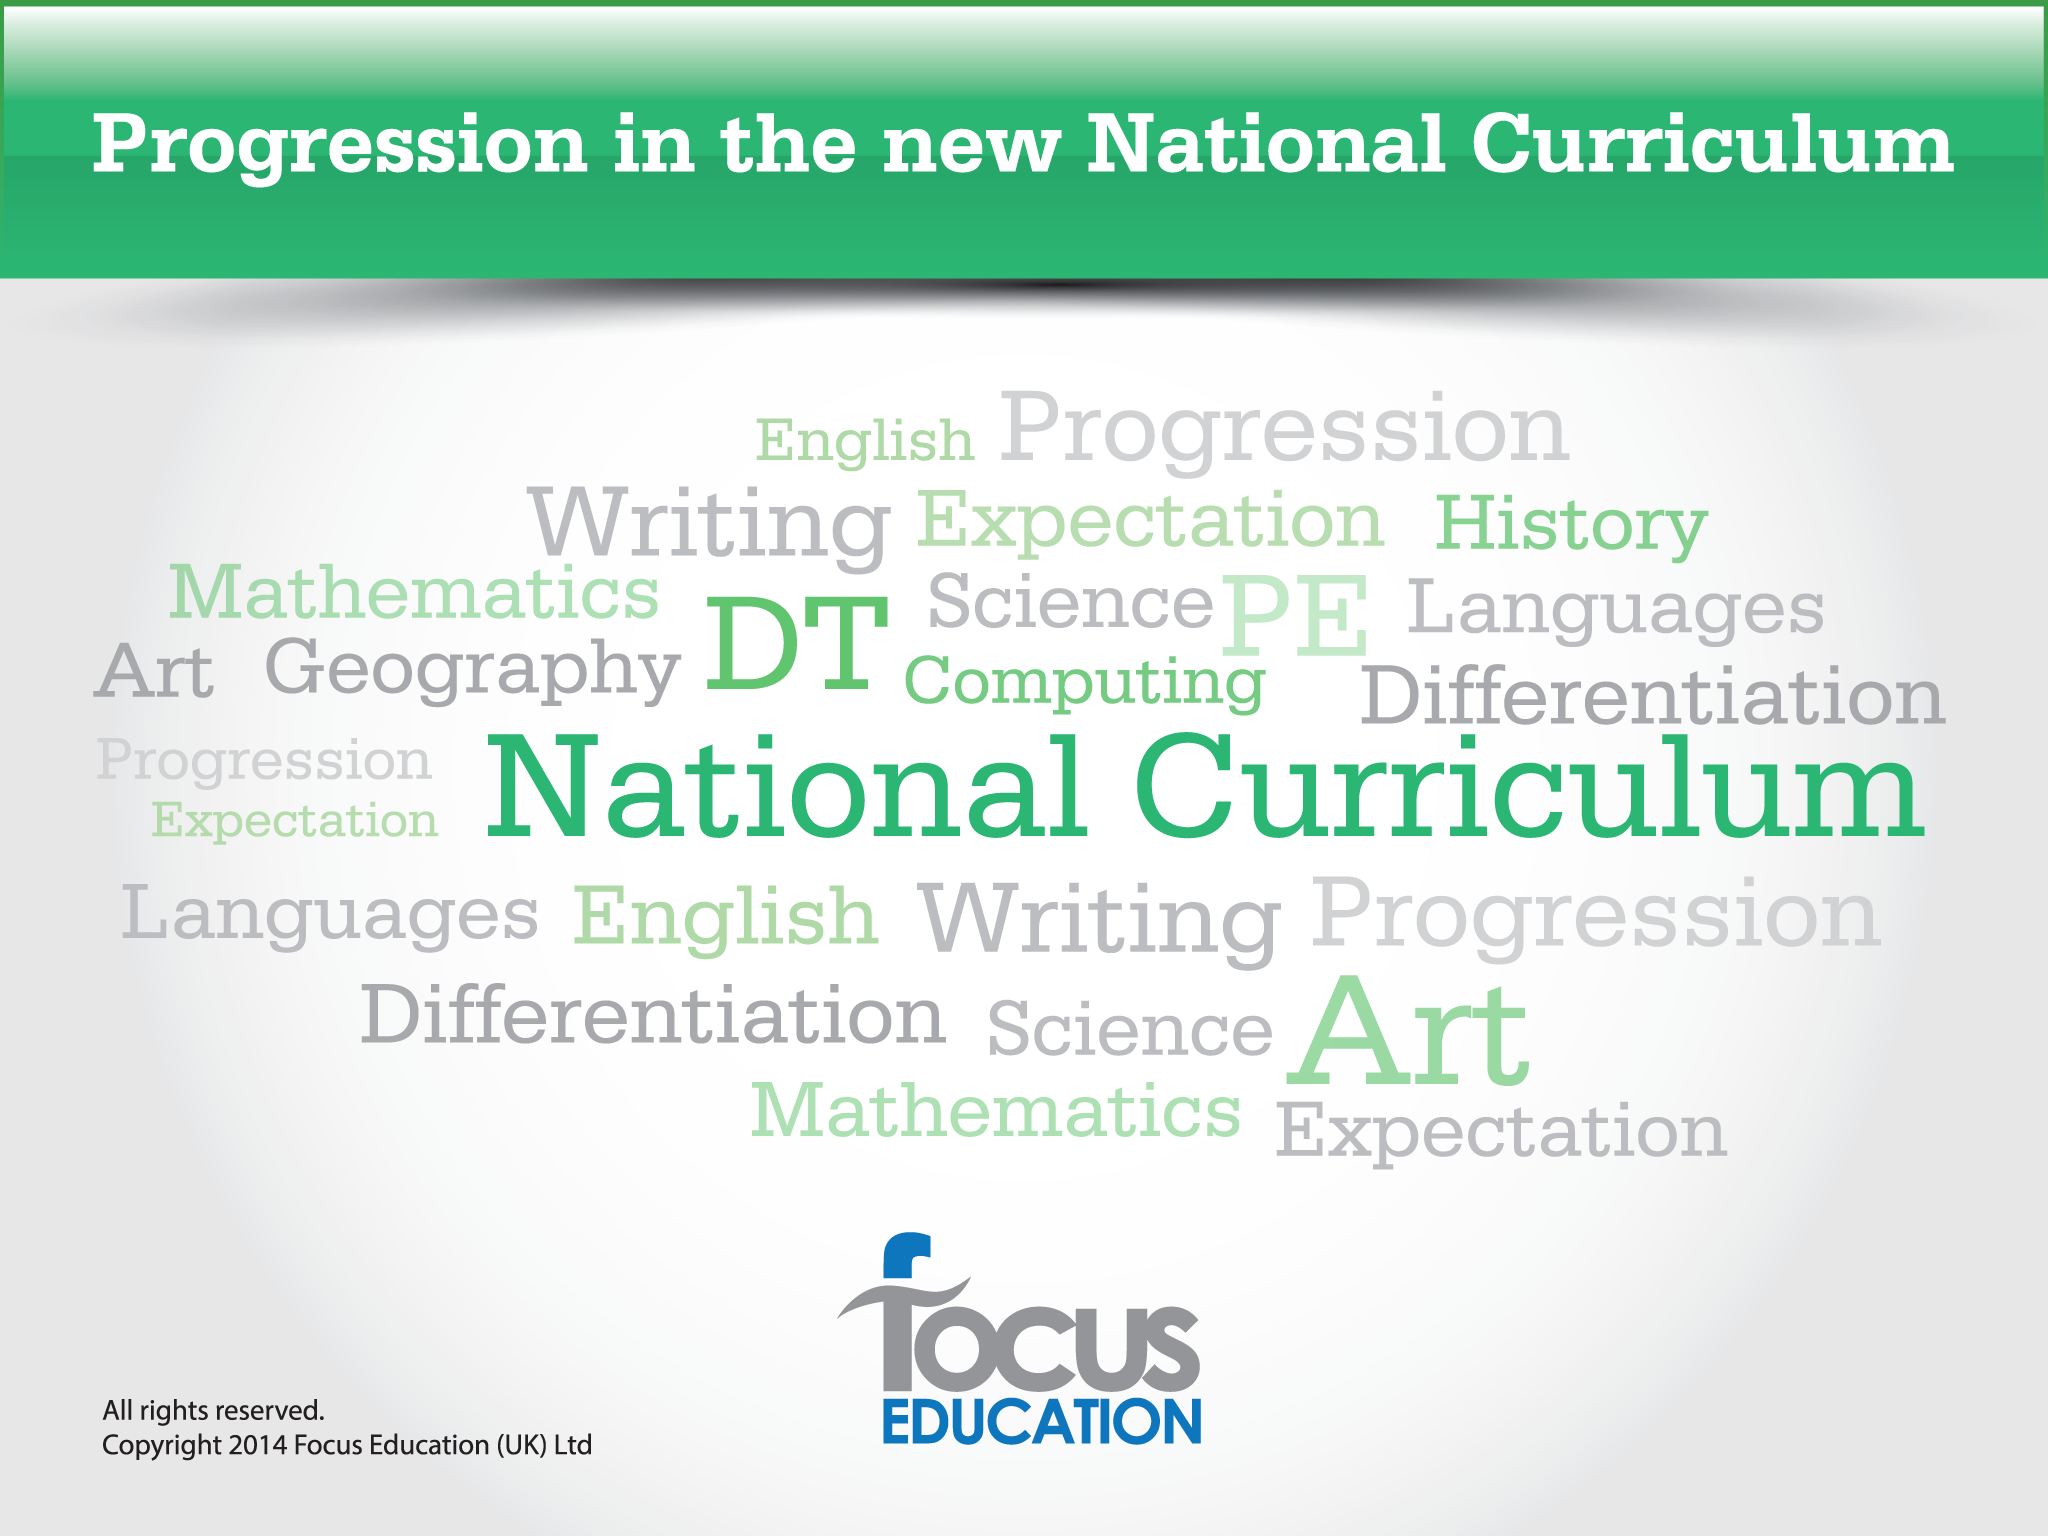 Progression in the new National Curriculum
English Progression
Writing Expectation History
Mathematics DT Science PE Languages
Art Geography Computing Differentiation
Progression National Curriculum
Expectation
Languages English Writing Progression
Differentiation Science Art
Mathematics Expectation
focus
EDUCATION
All rights reserved.
Copyright 2014 Focus Education (UK) Ltd